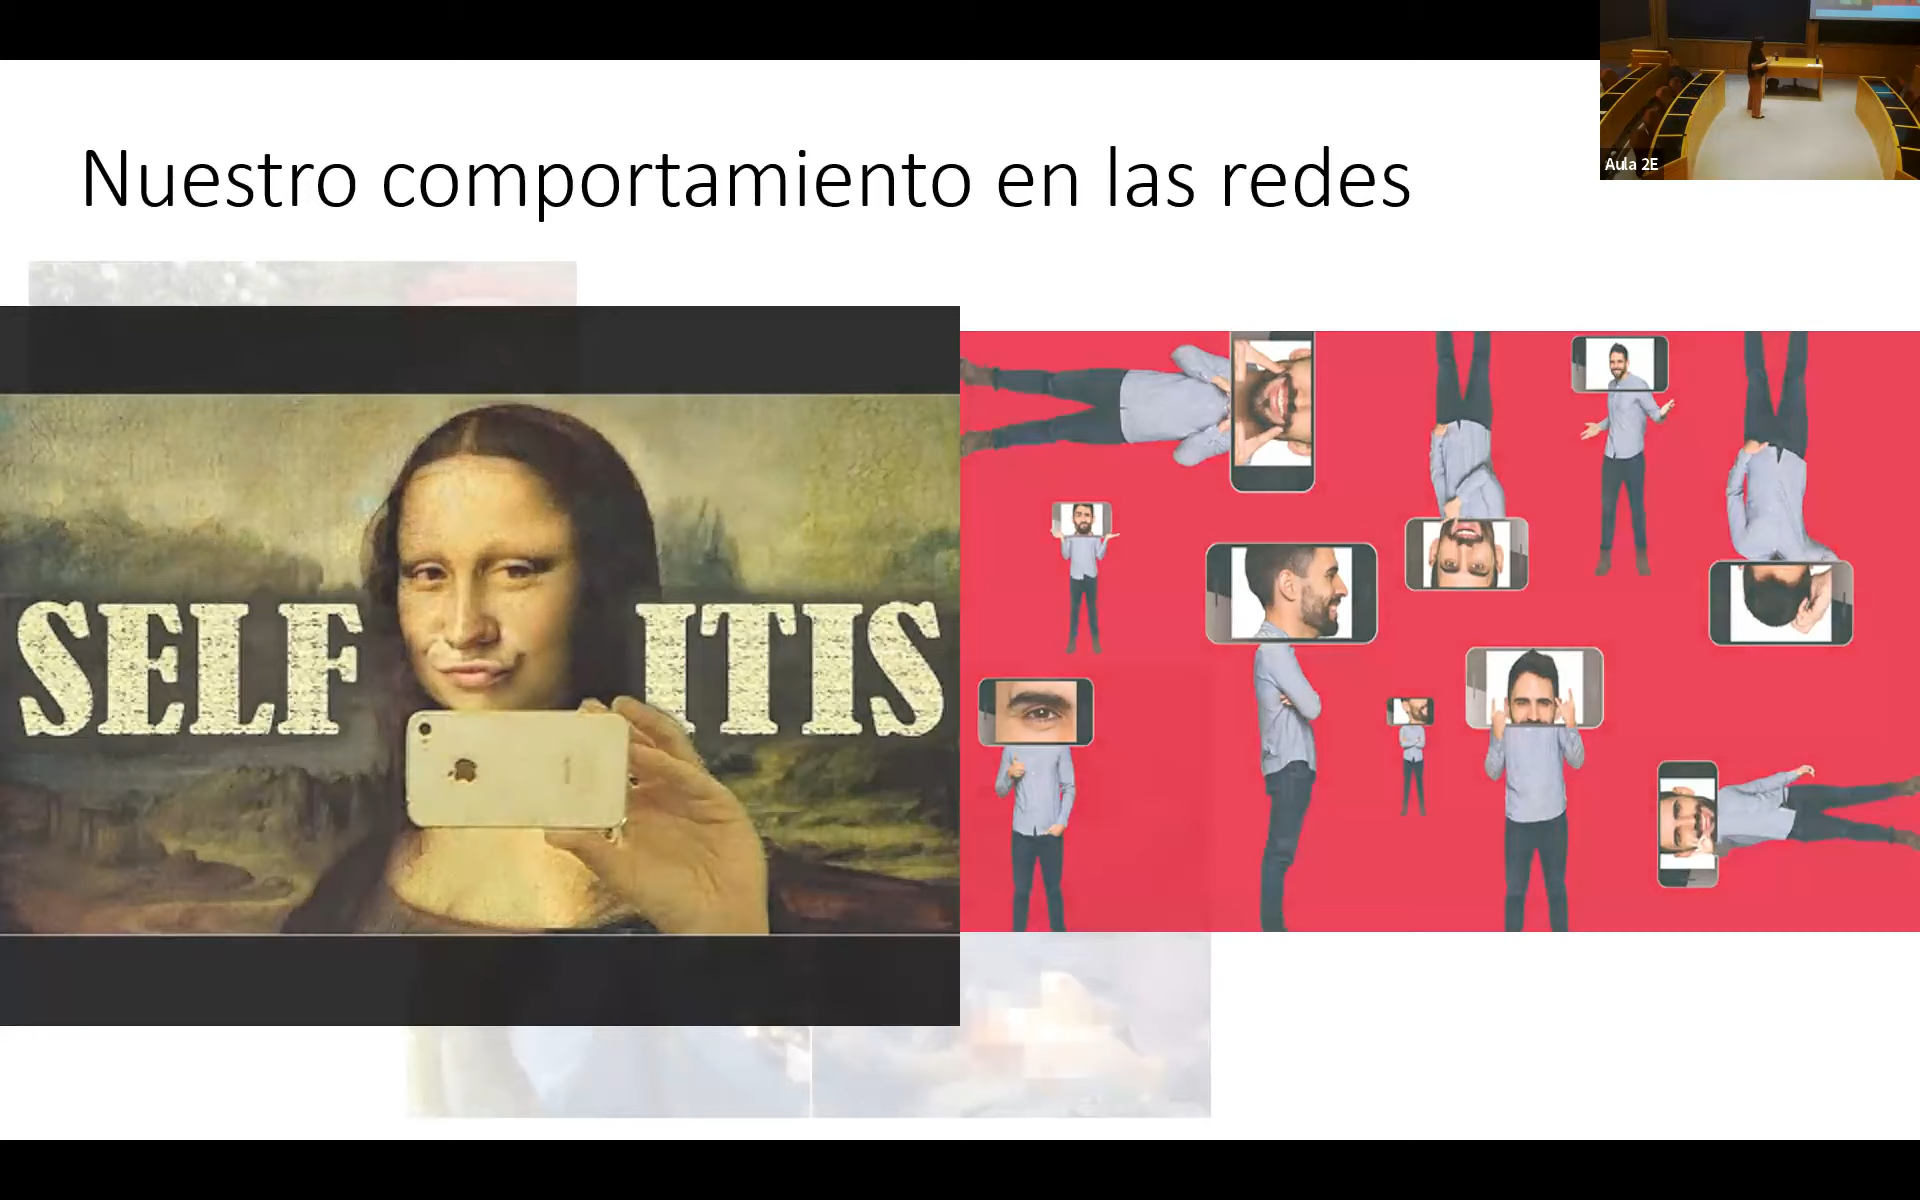 Aula 2E
Nuestro comportamiento en las redes
SELF ITIS